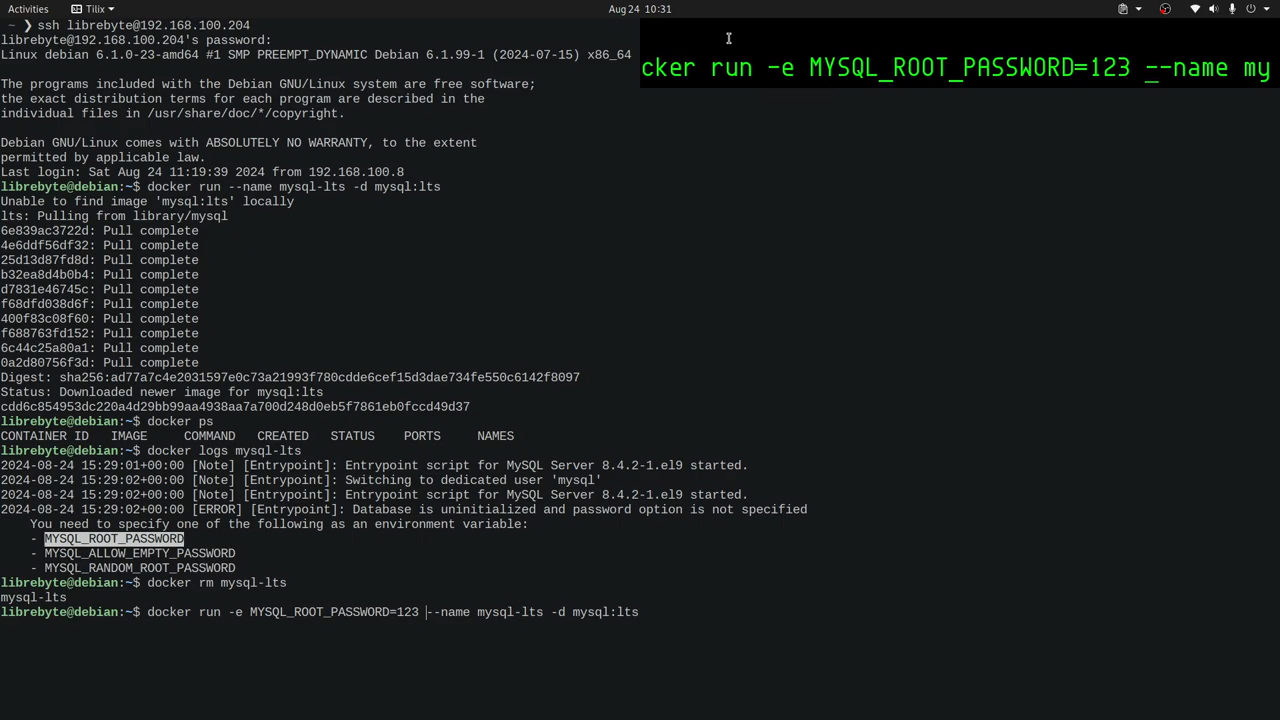 Activities Tilix Aug 24 10:31
~ ❯ ssh librebyte@192.168.100.204
librebyte@192.168.100.204's password:
Linux debian 6.1.0-23-amd64 #1 SMP PREEMPT_DYNAMIC Debian 6.1.99-1 (2024-07-15) x86_64
cker run -e MYSQL_ROOT_PASSWORD=123 --name my
The programs included with the Debian GNU/Linux system are free software;
the exact distribution terms for each program are described in the
individual files in /usr/share/doc/*/copyright.
Debian GNU/Linux comes with ABSOLUTELY NO WARRANTY, to the extent
permitted by applicable law.
Last login: Sat Aug 24 11:19:39 2024 from 192.168.100.8
librebyte@debian:~$ docker run --name mysql-lts -d mysql:lts
Unable to find image 'mysql:lts' locally
lts: Pulling from library/mysql
6e839ac3722d: Pull complete
4e6ddf56df32: Pull complete
25d13d87fd8d: Pull complete
b32ea8d4b0b4: Pull complete
d7831e46745c: Pull complete
f68dfd038d6f: Pull complete
400f83c08f60: Pull complete
f688763fd152: Pull complete
6c44c25a80a1: Pull complete
0a2d80756f3d: Pull complete
Digest: sha256:ad77a7c4e2031597e0c73a21993f780cdde6cef15d3dae734fe550c6142f8097
Status: Downloaded newer image for mysql:lts
cdd6c854953dc220a4d29bb99aa4938aa7a700d248d0eb5f7861eb0fccd49d37
librebyte@debian:~$ docker ps
CONTAINER ID IMAGE COMMAND CREATED STATUS PORTS NAMES
librebyte@debian:~$ docker logs mysql-lts
2024-08-24 15:29:01+00:00 [Note] [Entrypoint]: Entrypoint script for MySQL Server 8.4.2-1.el9 started.
2024-08-24 15:29:02+00:00 [Note] [Entrypoint]: Switching to dedicated user 'mysql'
2024-08-24 15:29:02+00:00 [Note] [Entrypoint]: Entrypoint script for MySQL Server 8.4.2-1.el9 started.
2024-08-24 15:29:02+00:00 [ERROR] [Entrypoint]: Database is uninitialized and password option is not specified
You need to specify one of the following as an environment variable:
- MYSQL_ROOT_PASSWORD
- MYSQL_ALLOW_EMPTY_PASSWORD
- MYSQL_RANDOM_ROOT_PASSWORD
librebyte@debian:~$ docker rm mysql-lts
mysql-lts
librebyte@debian:~$ docker run -e MYSQL_ROOT_PASSWORD=123 --name mysql-lts -d mysql:lts